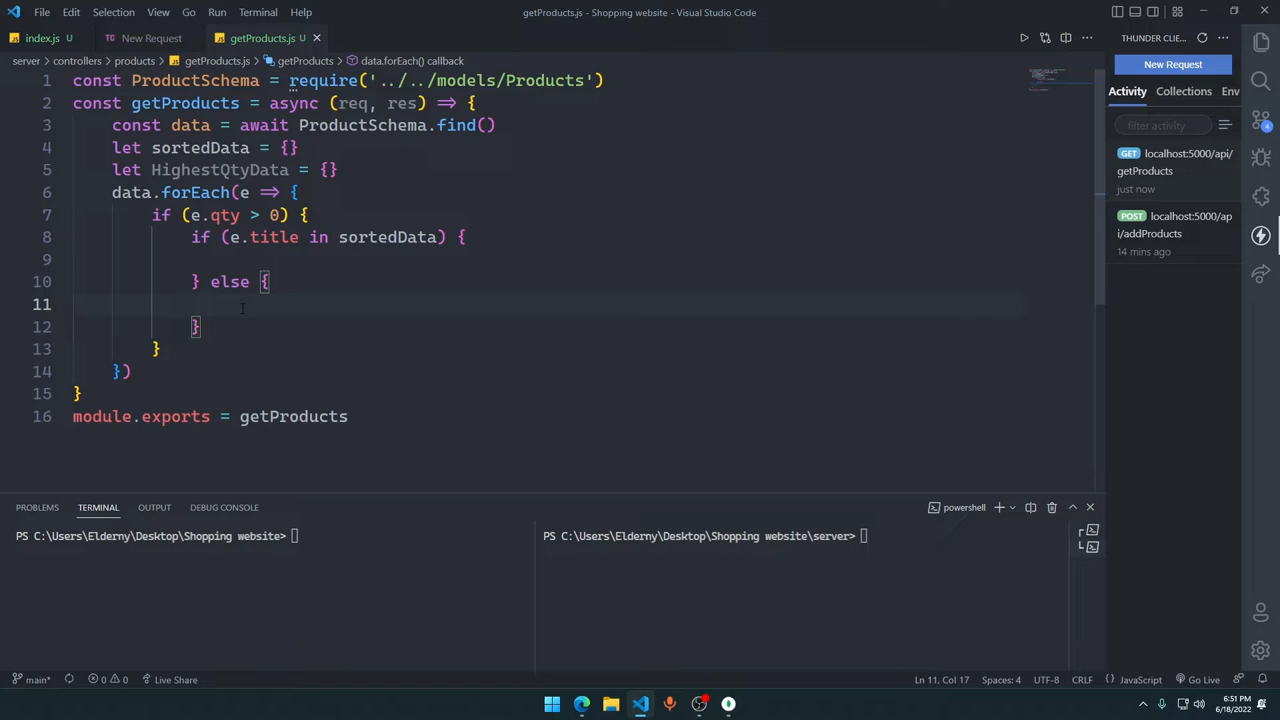 File Edit Selection View Go Run Terminal Help
getProducts.js - Shopping website - Visual Studio Code
index.js U
New Request
getProducts.js U
server > controllers > products > getProducts.js > getProducts > data.forEach() callback
1 const ProductSchema = require('../../models/Products')
2 const getProducts = async (req, res) => {
3 const data = await ProductSchema.find()
4 let sortedData = {}
5 let HighestQtyData = {}
6 data.forEach(e => {
7 if (e.qty > 0) {
8 if (e.title in sortedData) {
9
10 } else {
11
12 }
13 }
14 })
15 }
16 module.exports = getProducts
THUNDER CLIE...
New Request
Activity Collections Env
filter activity
GET localhost:5000/api/
getProducts
just now
POST localhost:5000/ap
i/addProducts
14 mins ago
4
PROBLEMS TERMINAL OUTPUT DEBUG CONSOLE
powershell
PS C:\Users\Elderny\Desktop\Shopping website>
PS C:\Users\Elderny\Desktop\Shopping website\server>
main* 0 0 Live Share
Ln 11, Col 17 Spaces: 4 UTF-8 CRLF {} JavaScript Go Live
6:51 PM
6/18/2022